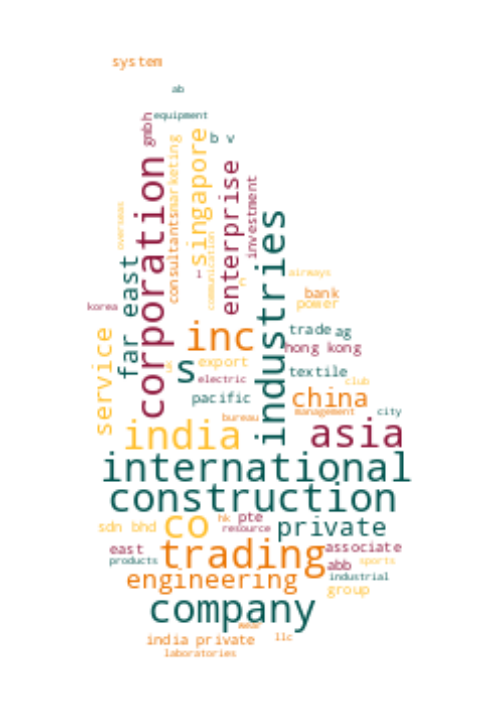 system
ab
equipment
gmbh
b v
marketing
singapore
enterprise
corporation
investment
consultants
overseas
industries
communication
far east
i
airways
bank
power
korea
service
inc
trade
ag
hong kong
s
export
electric
textile
club
pacific
china
management
city
bureau
india
asia
international
construction
sdn bhd
co
hk
pte
resource
private
east
products
trading
associate
abb
sports
industrial
engineering
group
company
wear
india private
llc
laboratories